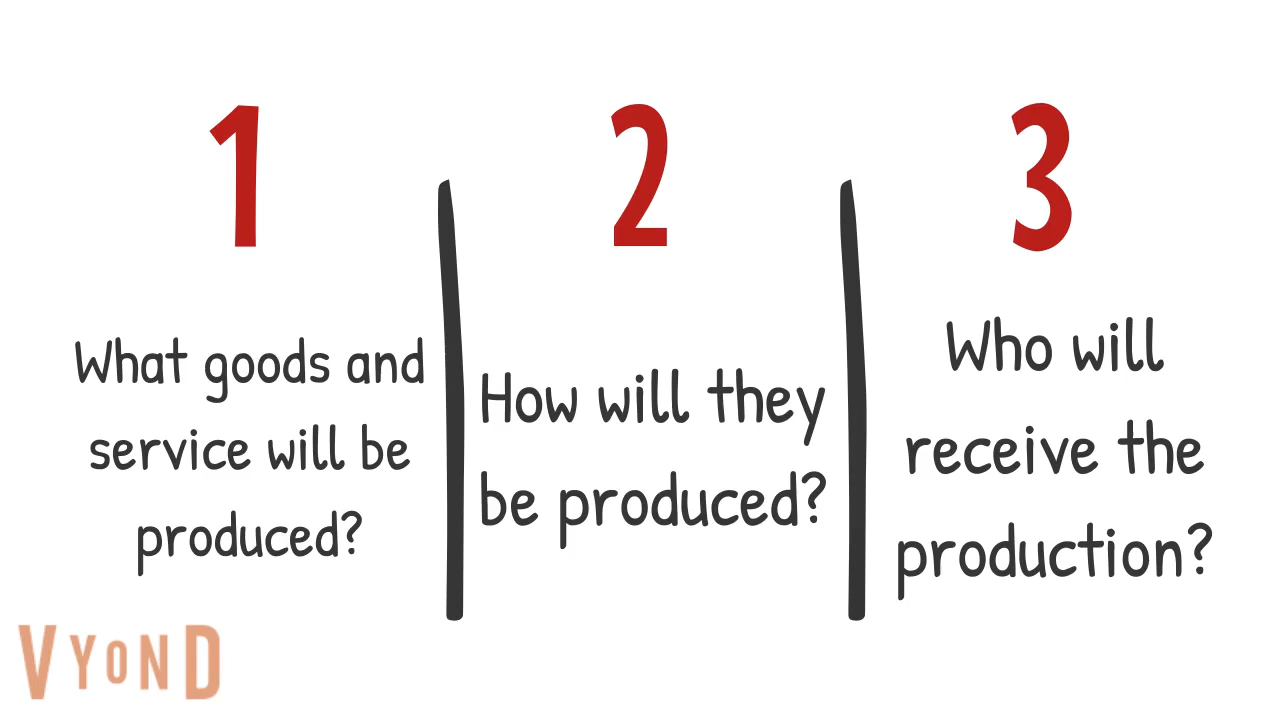 1
What goods and
service will be
produced?
2
How will they
be produced?
3
Who will
receive the
production?
VYOND